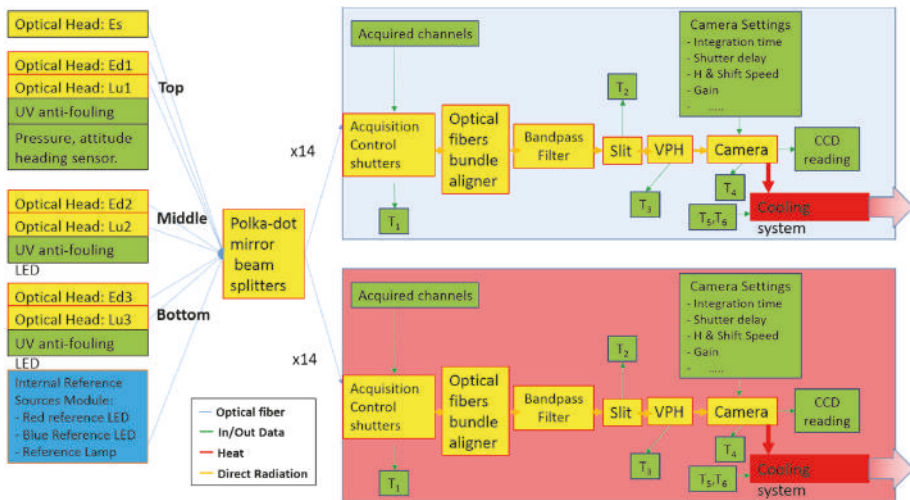 Optical Head: Es
Optical Head: Ed1
Optical Head: Lu1
UV anti-fouling
Pressure, attitude
heading sensor.
Top
Optical Head: Ed2
Optical Head: Lu2
UV anti-fouling
LED
Middle
Optical Head: Ed3
Optical Head: Lu3
UV anti-fouling
LED
Bottom
Internal Reference
Sources Module:
- Red reference LED
- Blue Reference LED
- Reference Lamp
Polka-dot
mirror
beam
splitters
x14
x14
Optical fiber
In/Out Data
Heat
Direct Radiation
Acquired channels
Acquisition
Control
shutters
T1
Optical
fibers
bundle
aligner
Bandpass
Filter
T2
Slit
VPH
T3
Camera Settings
- Integration time
- Shutter delay
- H & Shift Speed
- Gain
- .....
Camera
CCD
reading
T4
T5,T6
Cooling
system
Acquired channels
Acquisition
Control
shutters
T1
Optical
fibers
bundle
aligner
Bandpass
Filter
T2
Slit
VPH
T3
Camera Settings
- Integration time
- Shutter delay
- H & Shift Speed
- Gain
- .....
Camera
CCD
reading
T4
T5,T6
Cooling
system